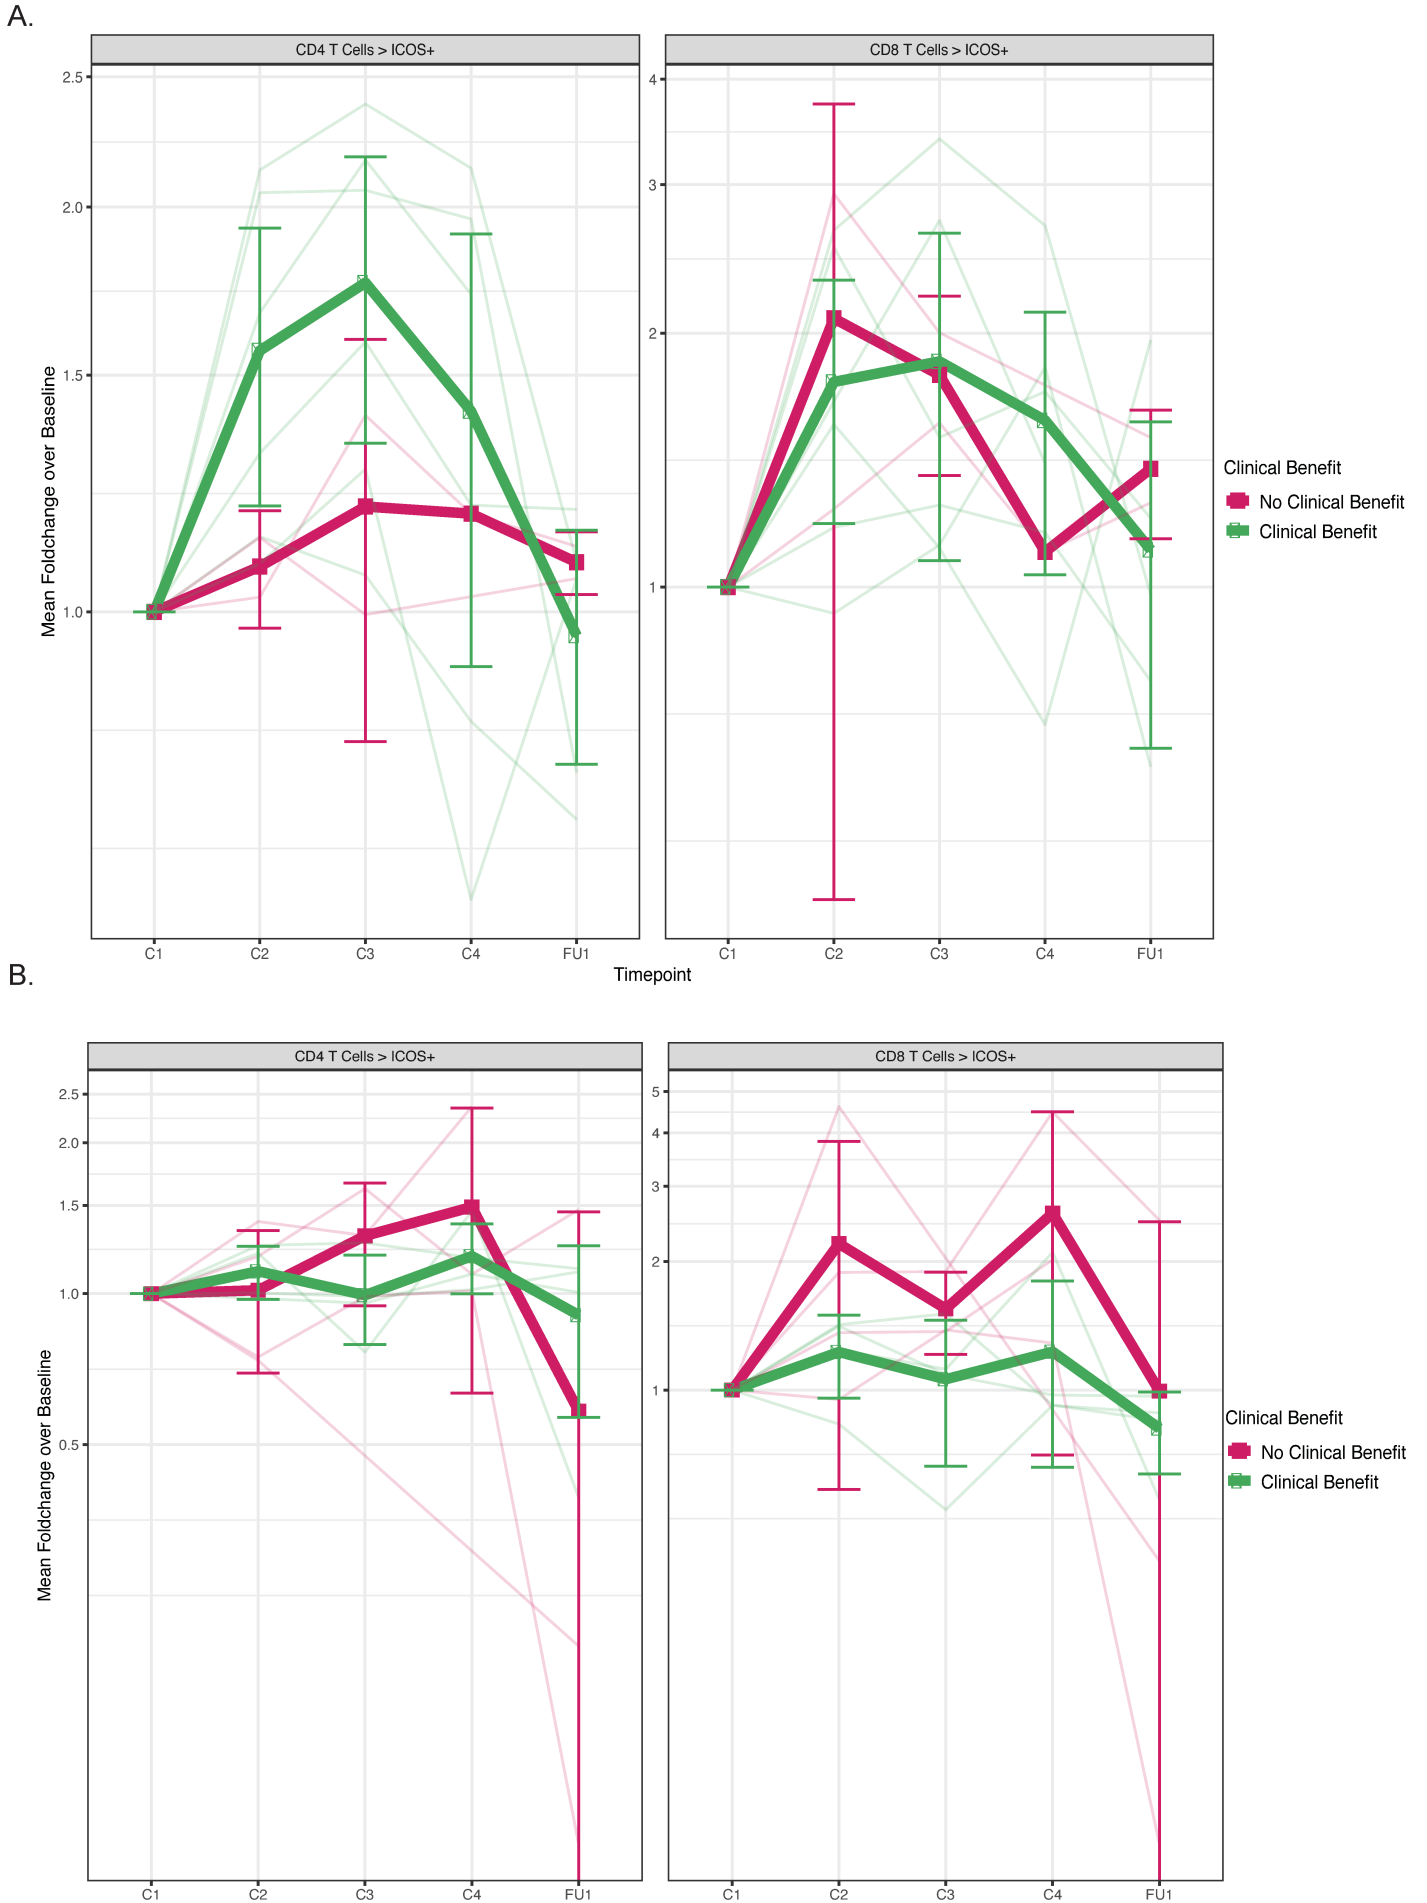 A.
CD4 T Cells > ICOS+
CD8 T Cells > ICOS+
Mean Foldchange over Baseline
2.5
2.0
1.5
1.0
4
3
2
1
C1 C2 C3 C4 FU1
C1 C2 C3 C4 FU1
Timepoint
Clinical Benefit
No Clinical Benefit
Clinical Benefit
B.
CD4 T Cells > ICOS+
CD8 T Cells > ICOS+
Mean Foldchange over Baseline
2.5
2.0
1.5
1.0
0.5
5
4
3
2
1
C1 C2 C3 C4 FU1
C1 C2 C3 C4 FU1
Clinical Benefit
No Clinical Benefit
Clinical Benefit